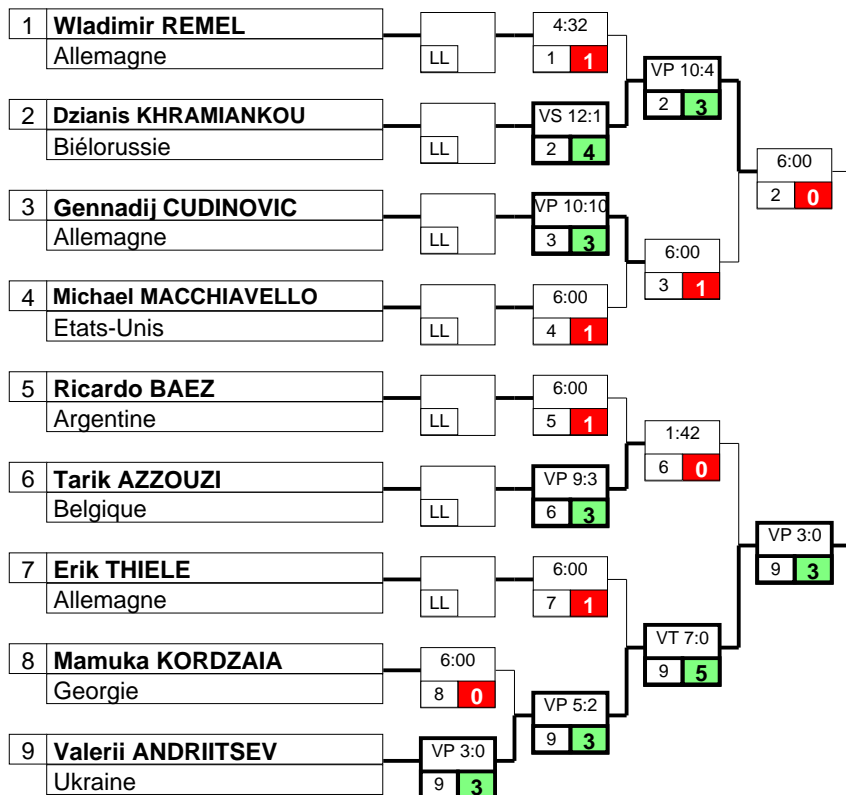 1 Wladimir REMEL
Allemagne
LL
4:32
1 1
VP 10:4
2 3
2 Dzianis KHRAMIANKOU
Biélorussie
LL
VS 12:1
2 4
6:00
2 0
3 Gennadij CUDINOVIC
Allemagne
LL
VP 10:10
3 3
6:00
3 1
4 Michael MACCHIAVELLO
Etats-Unis
LL
6:00
4 1
5 Ricardo BAEZ
Argentine
LL
6:00
5 1
1:42
6 0
6 Tarik AZZOUZI
Belgique
LL
VP 9:3
6 3
VP 3:0
9 3
7 Erik THIELE
Allemagne
LL
6:00
7 1
VT 7:0
9 5
8 Mamuka KORDZAIA
Georgie
6:00
8 0
VP 5:2
9 3
9 Valerii ANDRIITSEV
Ukraine
VP 3:0
9 3